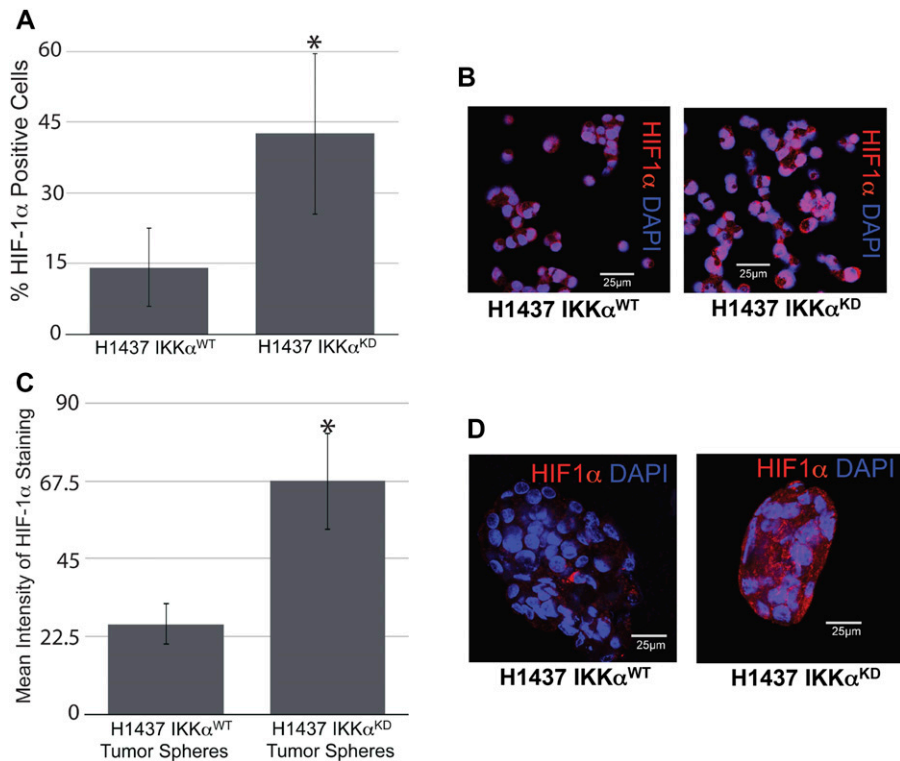 A
% HIF-1α Positive Cells
60
45
30
15
0
*
H1437 IKKα^WT
H1437 IKKα^KD
B
HIF1α DAPI
25μm
H1437 IKKα^WT
HIF1α DAPI
25μm
H1437 IKKα^KD
C
Mean Intensity of HIF-1α Staining
90
67.5
45
22.5
0
*
H1437 IKKα^WT
Tumor Spheres
H1437 IKKα^KD
Tumor Spheres
D
HIF1α DAPI
25μm
H1437 IKKα^WT
HIF1α DAPI
25μm
H1437 IKKα^KD